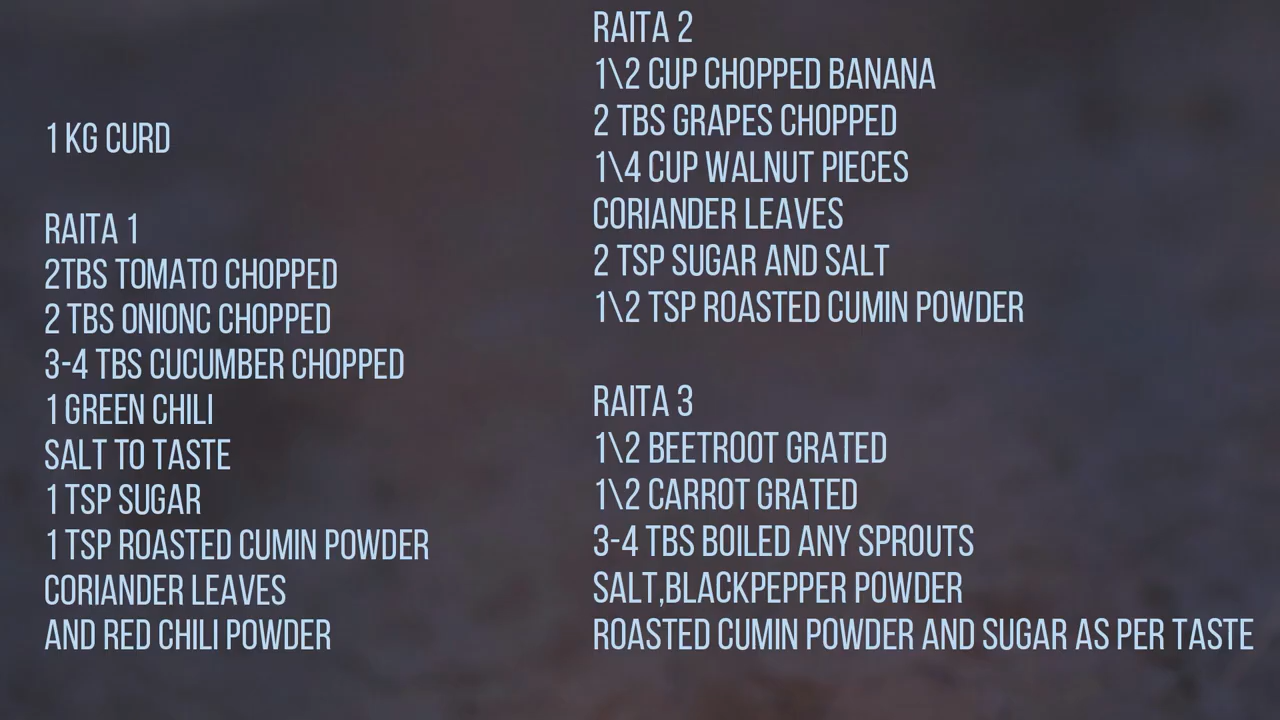 1 KG CURD
RAITA 1
2TBS TOMATO CHOPPED
2 TBS ONIONC CHOPPED
3-4 TBS CUCUMBER CHOPPED
1 GREEN CHILI
SALT TO TASTE
1 TSP SUGAR
1 TSP ROASTED CUMIN POWDER
CORIANDER LEAVES
AND RED CHILI POWDER
RAITA 2
1\2 CUP CHOPPED BANANA
2 TBS GRAPES CHOPPED
1\4 CUP WALNUT PIECES
CORIANDER LEAVES
2 TSP SUGAR AND SALT
1\2 TSP ROASTED CUMIN POWDER
RAITA 3
1\2 BEETROOT GRATED
1\2 CARROT GRATED
3-4 TBS BOILED ANY SPROUTS
SALT,BLACKPEPPER POWDER
ROASTED CUMIN POWDER AND SUGAR AS PER TASTE